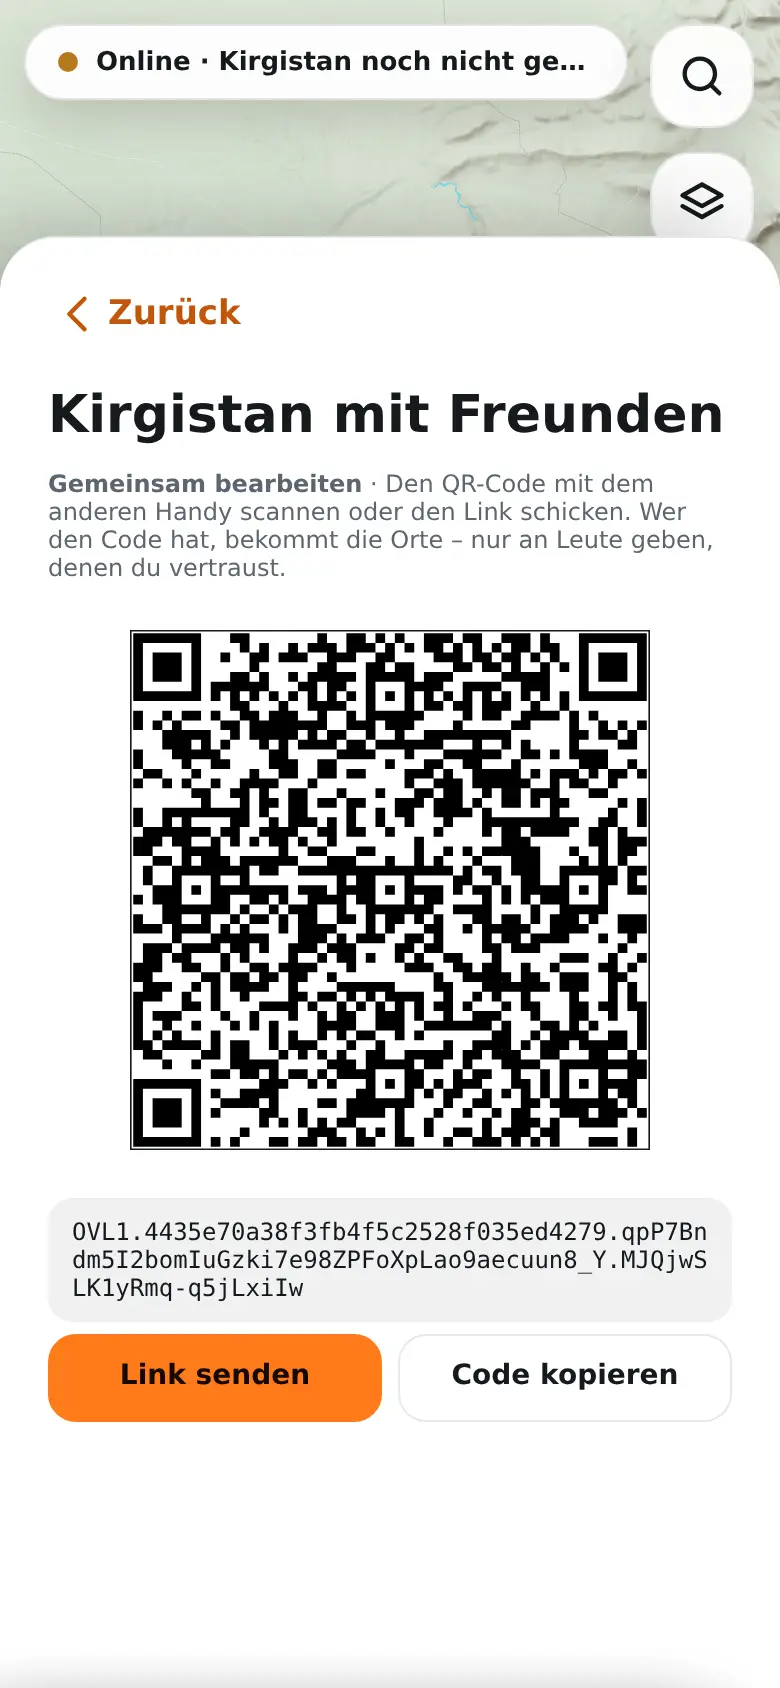 Online · Kirgistan noch nicht ge…
Zurück
Kirgistan mit Freunden
Gemeinsam bearbeiten · Den QR-Code mit dem
anderen Handy scannen oder den Link schicken. Wer
den Code hat, bekommt die Orte – nur an Leute geben,
denen du vertraust.
OVL1.4435e70a38f3fb4f5c2528f035ed4279.qpP7Bn
dm5I2bomIuGzki7e98ZPFoXpLao9aecuun8_Y.MJQjwS
LK1yRmq-q5jLxiIw
Link senden
Code kopieren